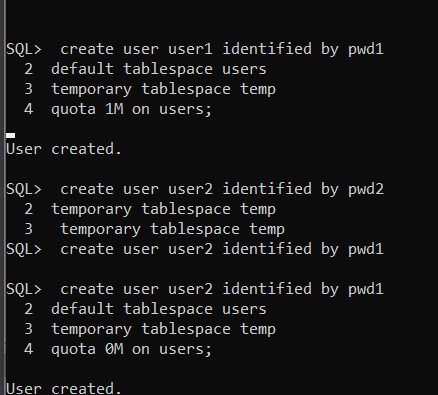 SQL>  create user user1 identified by pwd1
  2  default tablespace users
  3  temporary tablespace temp
  4  quota 1M on users;
User created.
SQL>  create user user2 identified by pwd2
  2  temporary tablespace temp
  3   temporary tablespace temp
SQL>  create user user2 identified by pwd1
SQL>  create user user2 identified by pwd1
  2  default tablespace users
  3  temporary tablespace temp
  4  quota 0M on users;
User created.